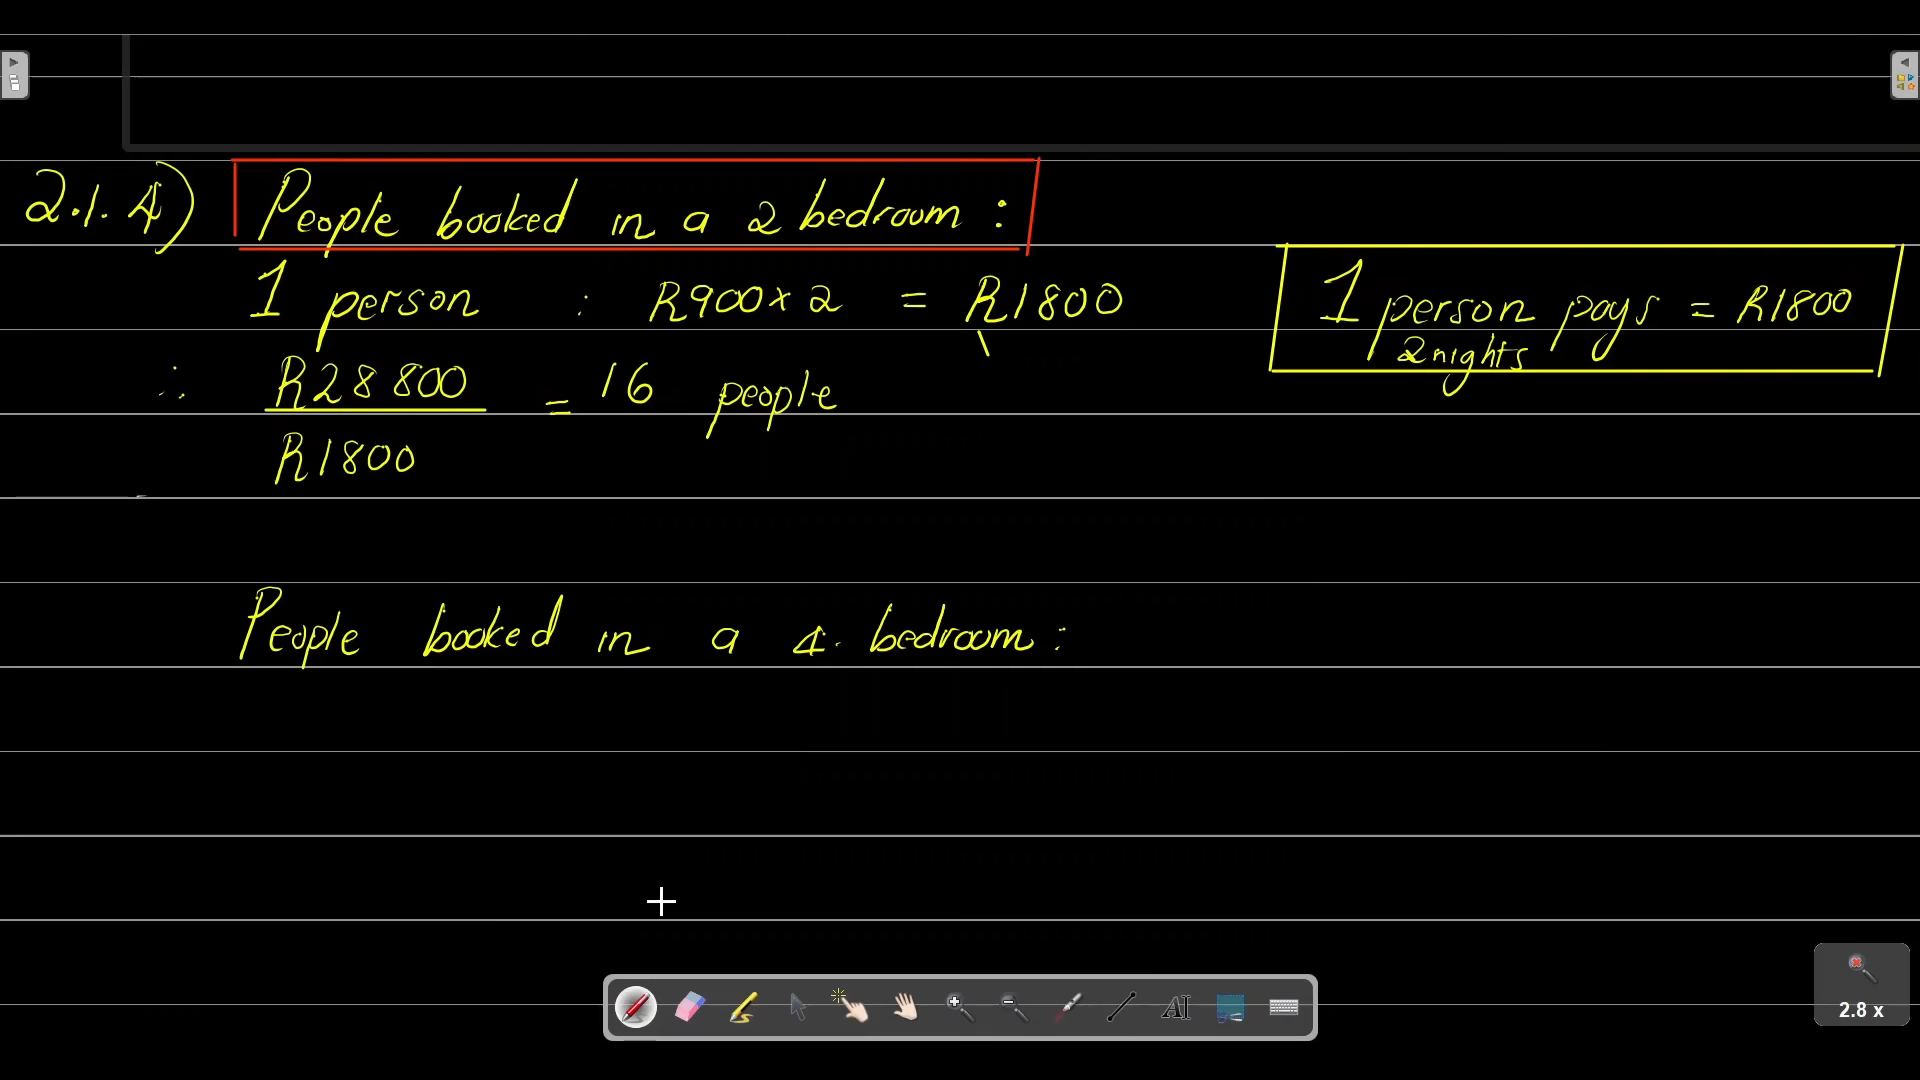 2.1.4) People booked in a 2 bedroom :
1 person : R900 x 2 = R1800
1 person pays = R1800
2 nights
∴ R28 800 = 16 people
R1800
People booked in a 4. bedroom :
AI
2.8 x